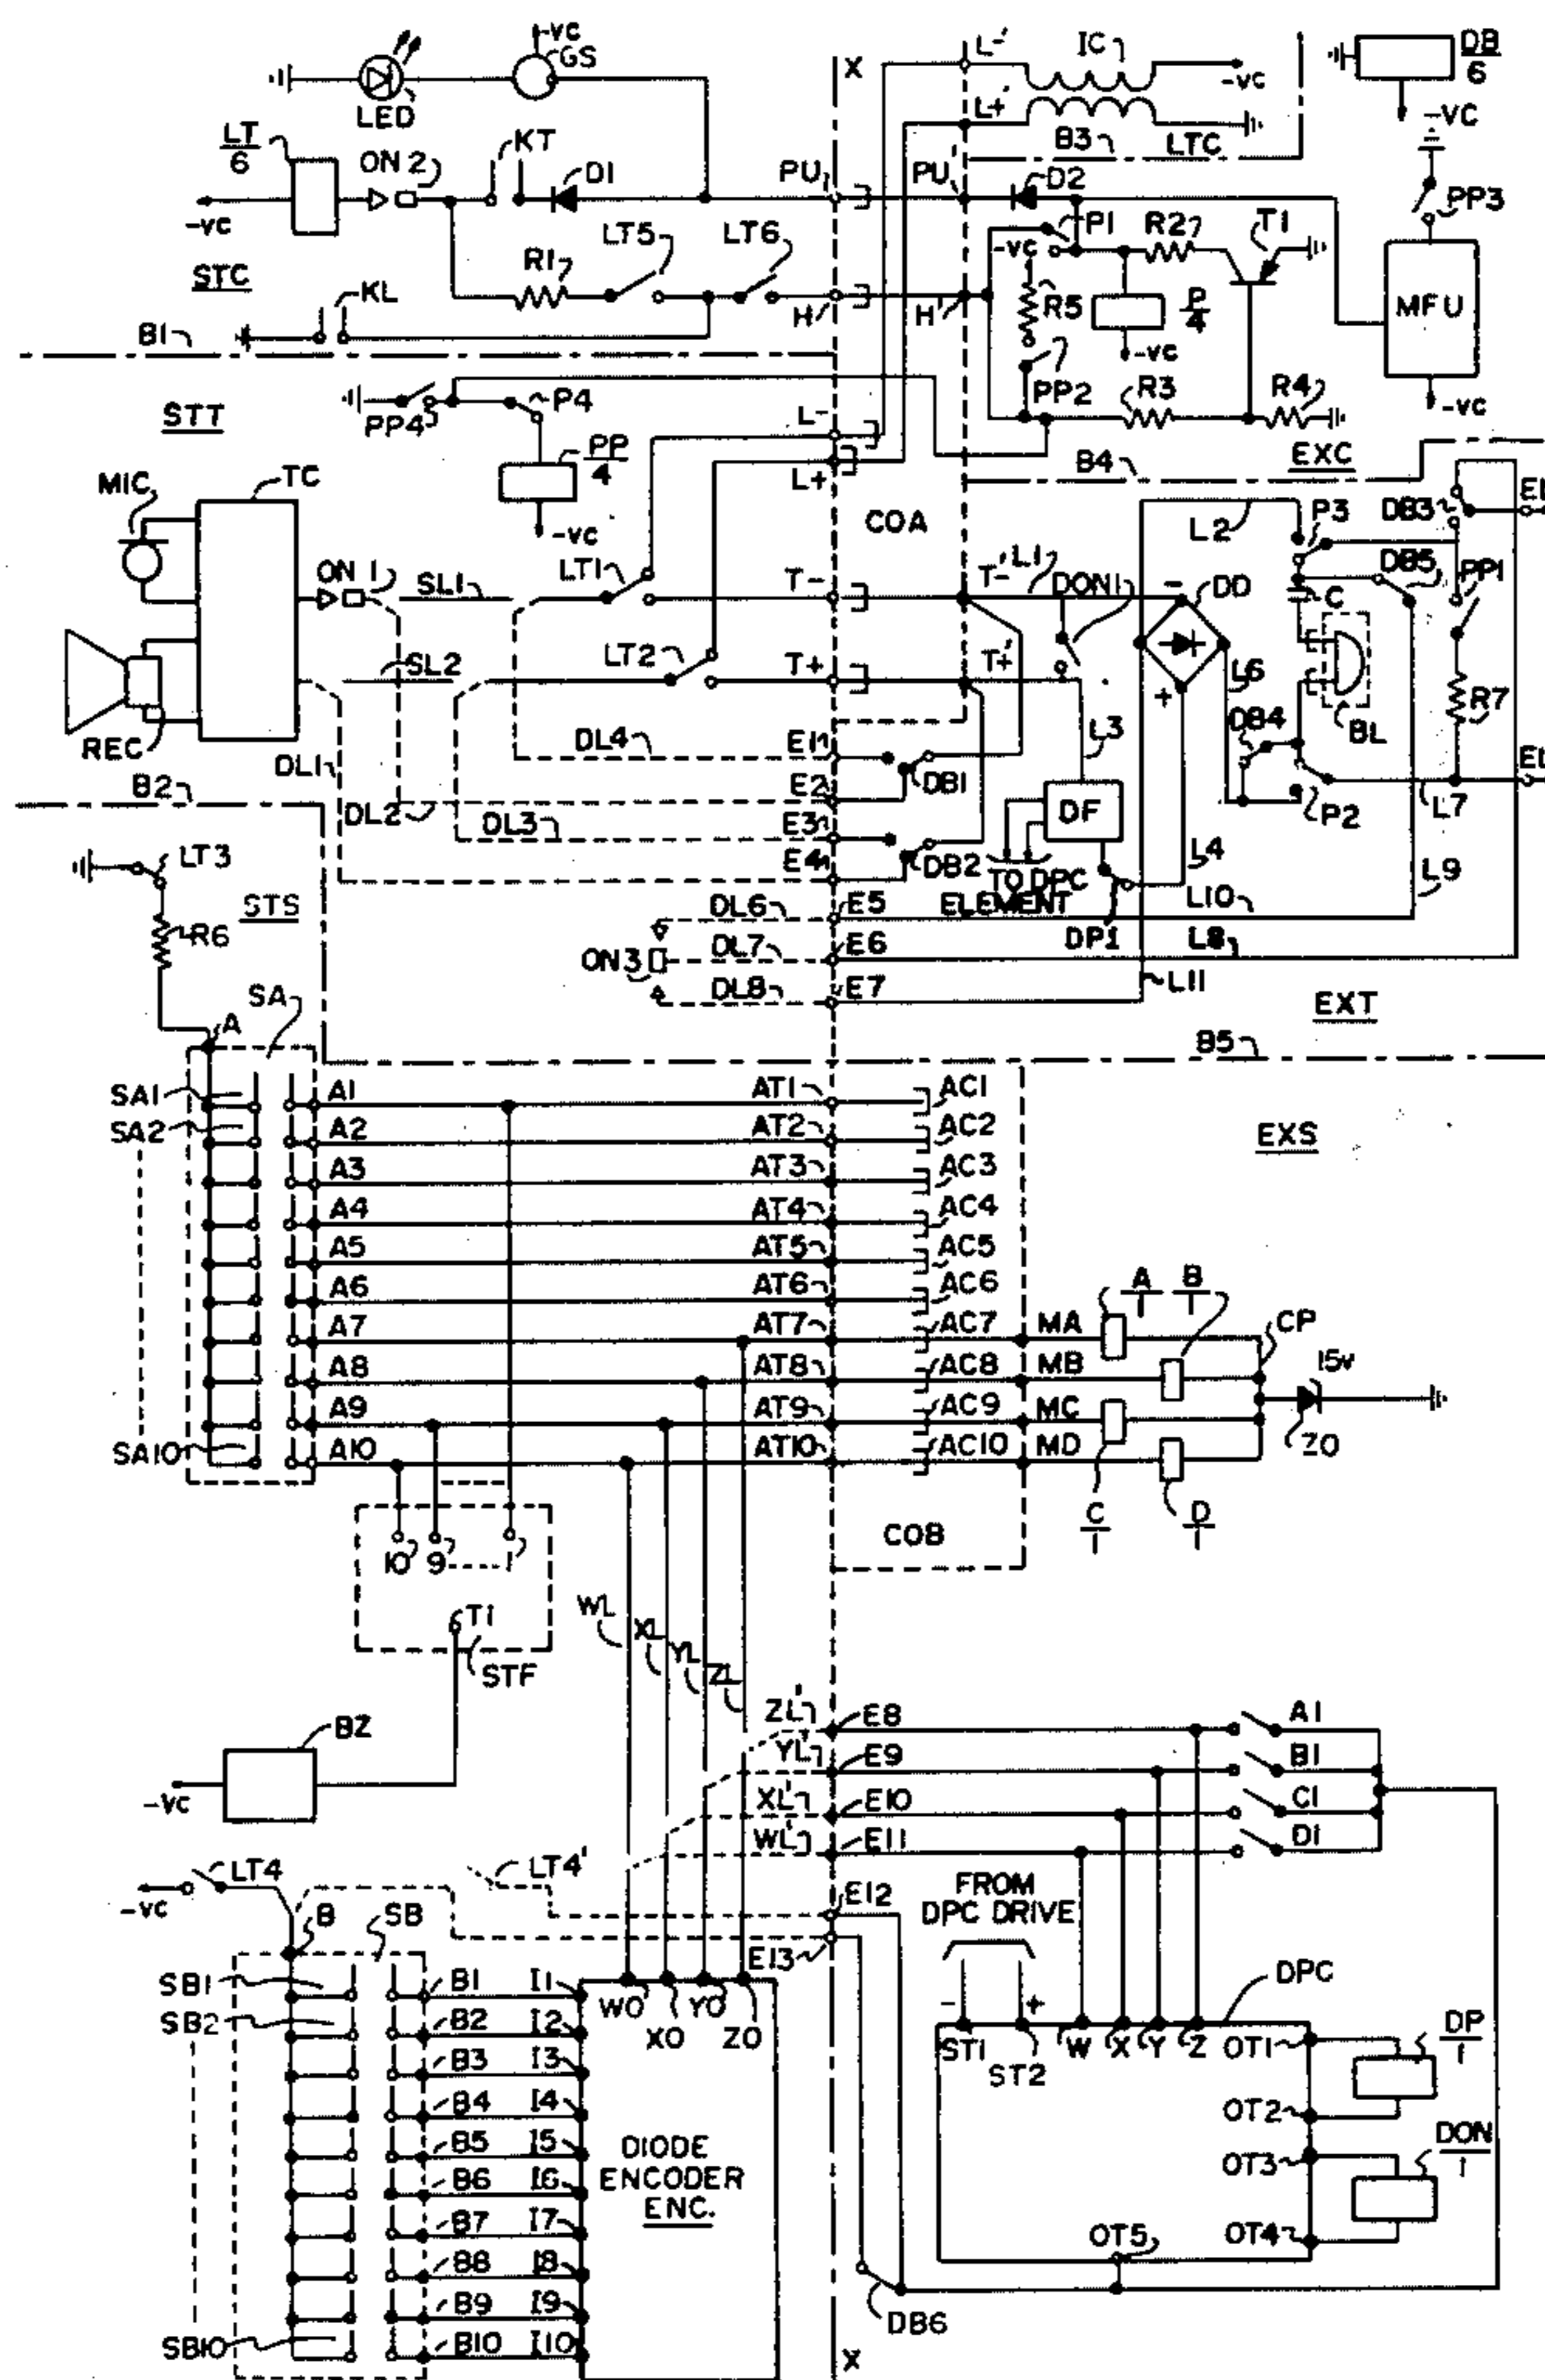 -VC
GS
LED
X
L-'
IC
-VC
DB
6
-VC
LT
6
ON 2
KT
D1
PU
L+'
B3
LTC
PU'
D2
PP3
-VC
STC
R1
LT5
LT6
P1
R2
T1
-VC
R5
P
4
MFU
KL
H
H'
-VC
B1
PP2
R3
R4
-VC
STT
PP4
P4
L-
PP
4
L+
B4
EXC
MIC
TC
-VC
COA
L2
P3
DB3
ON 1
SL1
LT1
T-
T-'
L1
DON1
DD
C
DB5
PP1
SL2
LT2
T+
T+'
L6
R7
REC
DL4
E1
L3
DB4
BL
DL1
B2
DL2
E2
DB1
DL3
E3
DF
P2
L7
E4
DB2
L4
L9
LT3
STS
R6
TO DPC
ELEMENT
DP1
L10
DL6
E5
ON3
DL7
E6
L8
DL8
E7
L11
EXT
SA
A
B5
SA1
A1
AT1
AC1
SA2
A2
AT2
AC2
EXS
A3
AT3
AC3
A4
AT4
AC4
A5
AT5
AC5
A6
AT6
AC6
A
1
B
1
A7
AT7
AC7
MA
CP
A8
AT8
AC8
MB
15v
A9
AT9
AC9
MC
ZO
SA10
A10
AT10
AC10
MD
C
1
D
1
10
9
1
COB
T1
STF
WL
XL
YL
ZL
BZ
-VC
ZL'
E8
A1
YL'
E9
B1
XL'
E10
C1
WL'
E11
D1
LT4
LT4'
-VC
FROM
DPC DRIVE
E12
B
SB
E13
DPC
SB1
B1
I1
WO
XO
YO
ZO
SB2
B2
I2
ST1
ST2
W
X
Y
Z
OT1
DP
1
B3
I3
B4
I4
OT2
B5
I5
DIODE
ENCODER
ENC.
OT3
DON
1
B6
I6
B7
I7
OT5
OT4
B8
I8
B9
I9
DB6
SB10
B10
I10
X